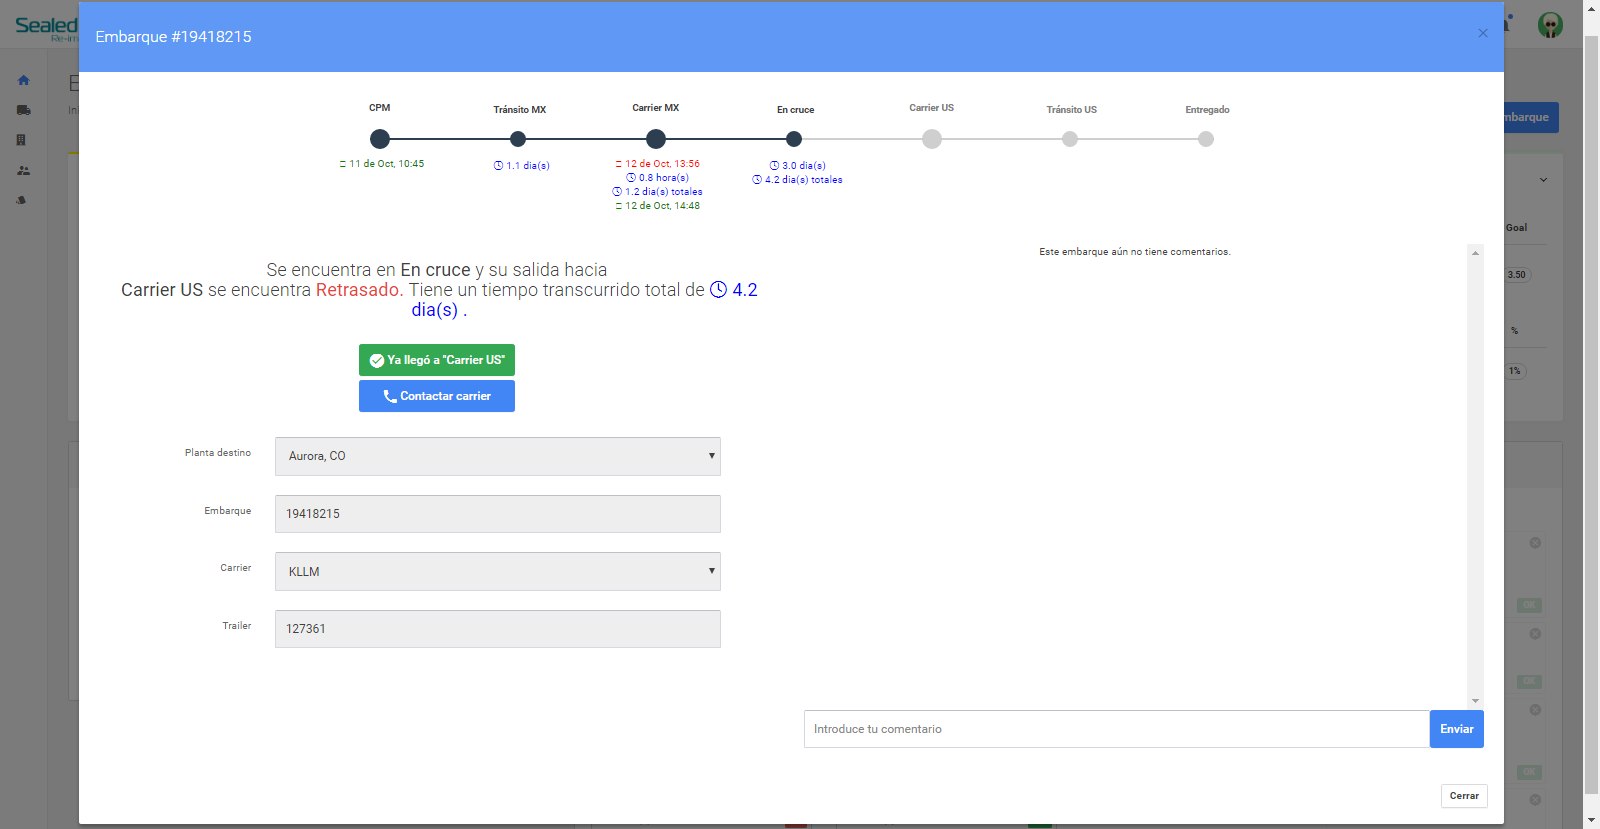 Sealed
Embarque #19418215
×
CPM
Tránsito MX
Carrier MX
En cruce
Carrier US
Tránsito US
Entregado
11 de Oct, 10:45
1.1 dia(s)
12 de Oct, 13:56
0.8 hora(s)
1.2 dia(s) totales
12 de Oct, 14:48
3.0 dia(s)
4.2 dia(s) totales
mbarque
Goal
3.50
%
1%
Se encuentra en En cruce y su salida hacia
Carrier US se encuentra Retrasado. Tiene un tiempo transcurrido total de 4.2
dia(s) .
Ya llegó a "Carrier US"
Contactar carrier
Planta destino
Aurora, CO
Embarque
19418215
Carrier
KLLM
Trailer
127361
Este embarque aún no tiene comentarios.
Introduce tu comentario
Enviar
Cerrar
OK
OK
OK